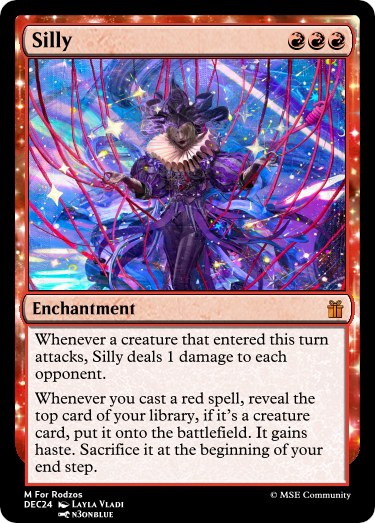 Silly
Enchantment
Whenever a creature that entered this turn
attacks, Silly deals 1 damage to each
opponent.
Whenever you cast a red spell, reveal the
top card of your library, if it's a creature
card, put it onto the battlefield. It gains
haste. Sacrifice it at the beginning of your
end step.
M For Rodzos
DEC24 Layla Vladi
n3onblue
© MSE Community